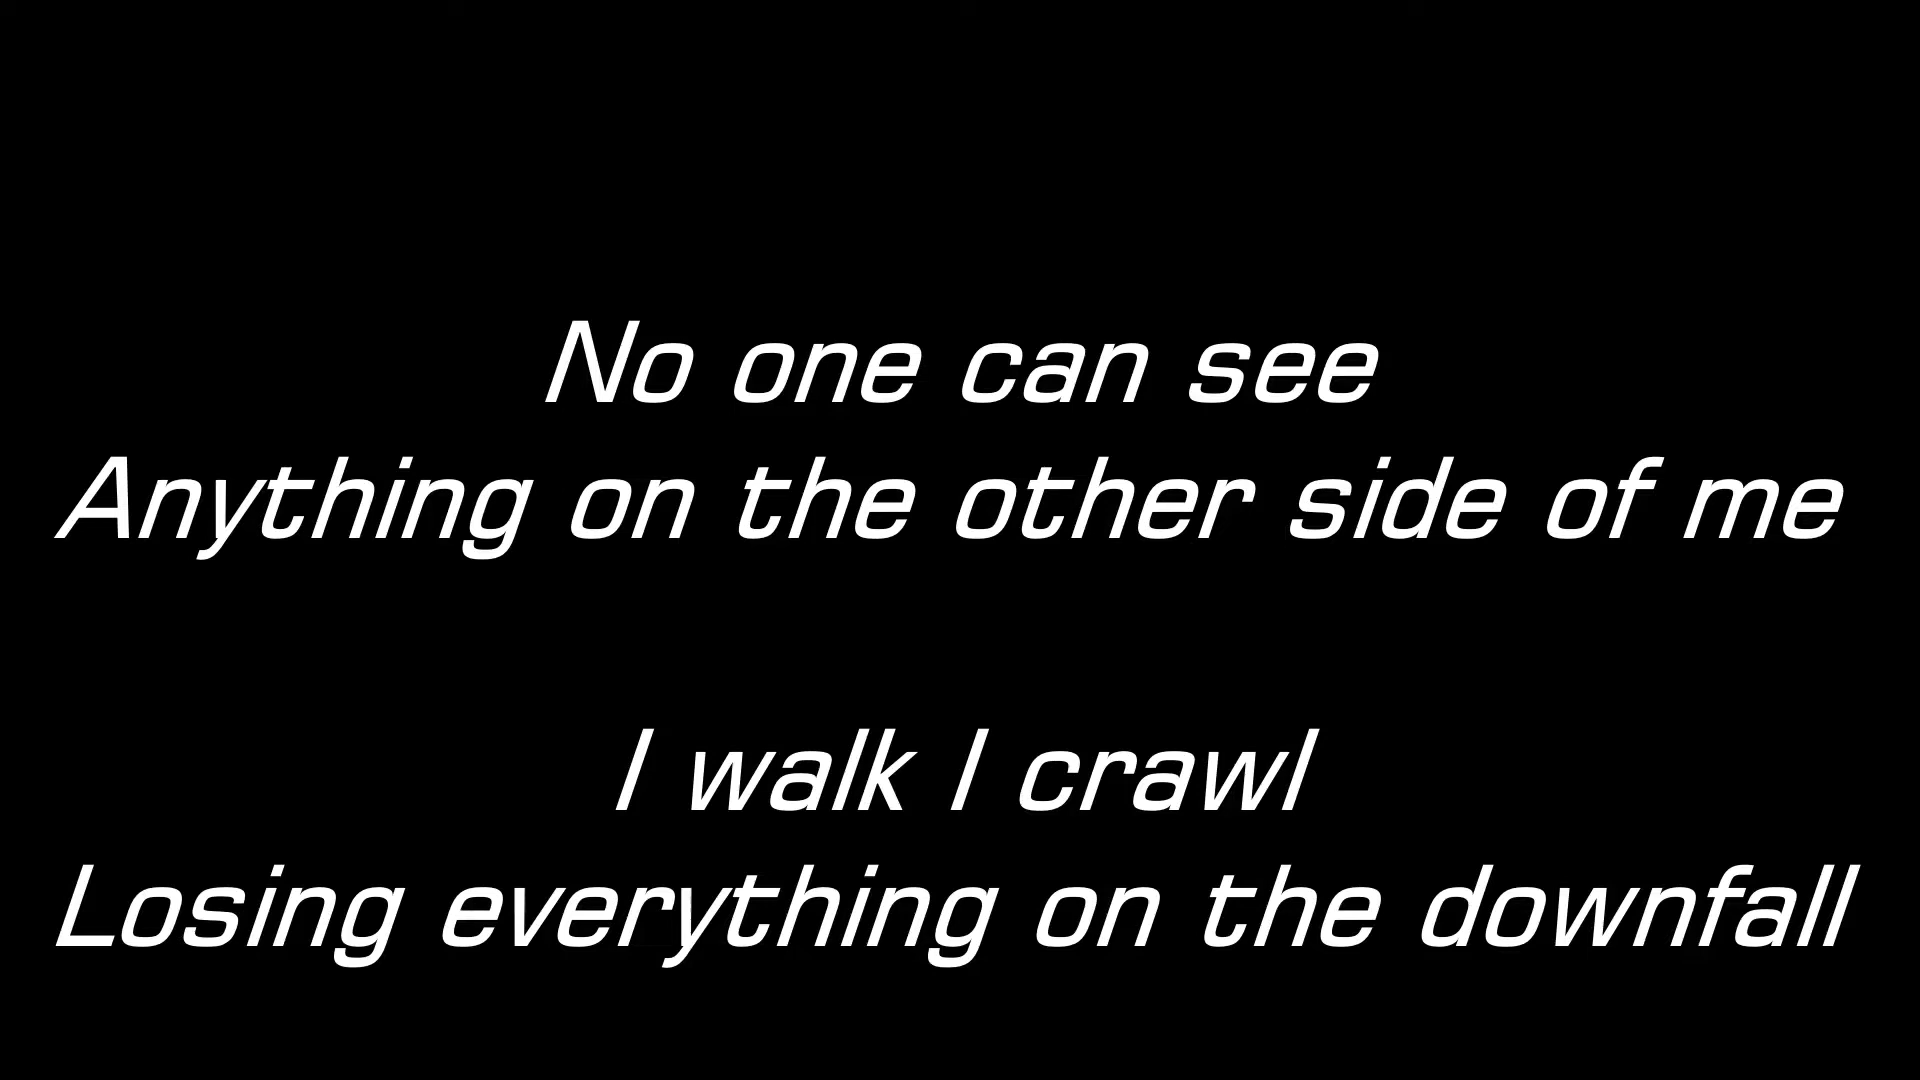 No one can see
Anything on the other side of me
I walk I crawl
Losing everything on the downfall